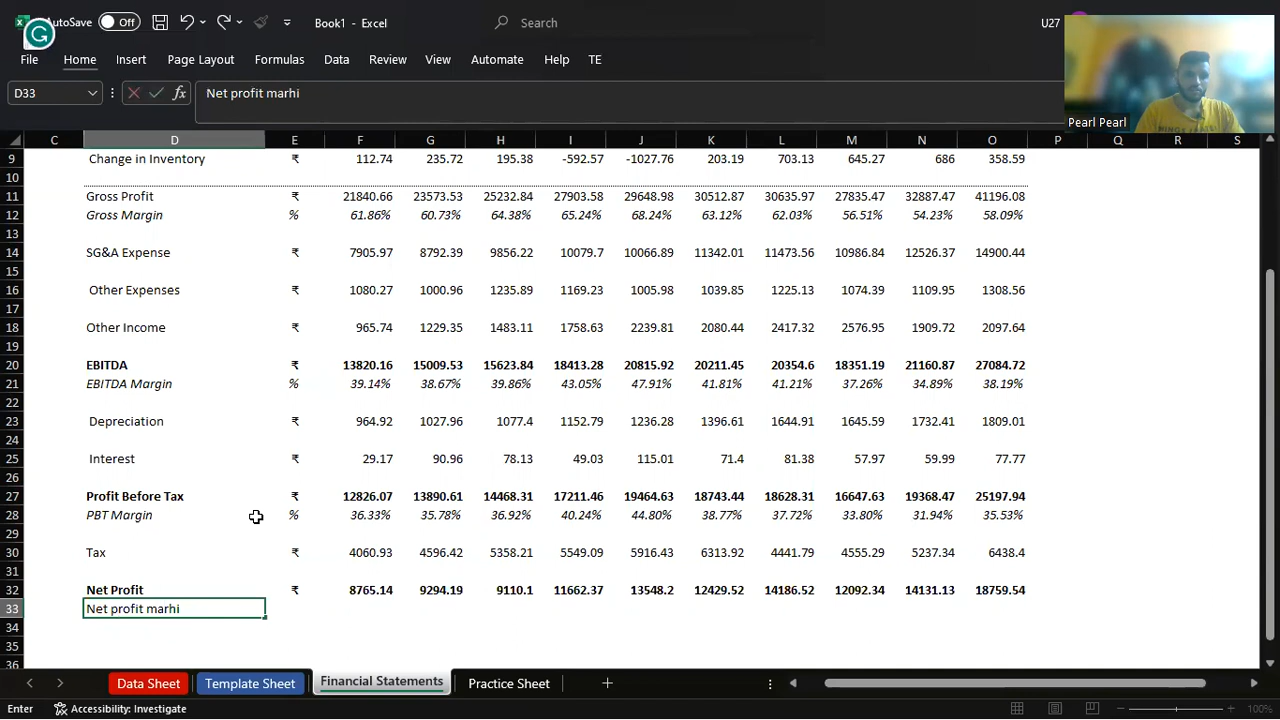 AutoSave Off Book1 - Excel Search U27
File Home Insert Page Layout Formulas Data Review View Automate Help TE
D33 fx Net profit marhi
Pearl Pearl
C D E F G H I J K L M N O P Q R S
9 Change in Inventory ₹ 112.74 235.72 195.38 -592.57 -1027.76 203.19 703.13 645.27 686 358.59
10
11 Gross Profit ₹ 21840.66 23573.53 25232.84 27903.58 29648.98 30512.87 30635.97 27835.47 32887.47 41196.08
12 Gross Margin % 61.86% 60.73% 64.38% 65.24% 68.24% 63.12% 62.03% 56.51% 54.23% 58.09%
13
14 SG&A Expense ₹ 7905.97 8792.39 9856.22 10079.7 10066.89 11342.01 11473.56 10986.84 12526.37 14900.44
15
16 Other Expenses ₹ 1080.27 1000.96 1235.89 1169.23 1005.98 1039.85 1225.13 1074.39 1109.95 1308.56
17
18 Other Income ₹ 965.74 1229.35 1483.11 1758.63 2239.81 2080.44 2417.32 2576.95 1909.72 2097.64
19
20 EBITDA ₹ 13820.16 15009.53 15623.84 18413.28 20815.92 20211.45 20354.6 18351.19 21160.87 27084.72
21 EBITDA Margin % 39.14% 38.67% 39.86% 43.05% 47.91% 41.81% 41.21% 37.26% 34.89% 38.19%
22
23 Depreciation ₹ 964.92 1027.96 1077.4 1152.79 1236.28 1396.61 1644.91 1645.59 1732.41 1809.01
24
25 Interest ₹ 29.17 90.96 78.13 49.03 115.01 71.4 81.38 57.97 59.99 77.77
26
27 Profit Before Tax ₹ 12826.07 13890.61 14468.31 17211.46 19464.63 18743.44 18628.31 16647.63 19368.47 25197.94
28 PBT Margin % 36.33% 35.78% 36.92% 40.24% 44.80% 38.77% 37.72% 33.80% 31.94% 35.53%
29
30 Tax ₹ 4060.93 4596.42 5358.21 5549.09 5916.43 6313.92 4441.79 4555.29 5237.34 6438.4
31
32 Net Profit ₹ 8765.14 9294.19 9110.1 11662.37 13548.2 12429.52 14186.52 12092.34 14131.13 18759.54
33 Net profit marhi
34
35
36
Data Sheet Template Sheet Financial Statements Practice Sheet
Enter Accessibility: Investigate 100%